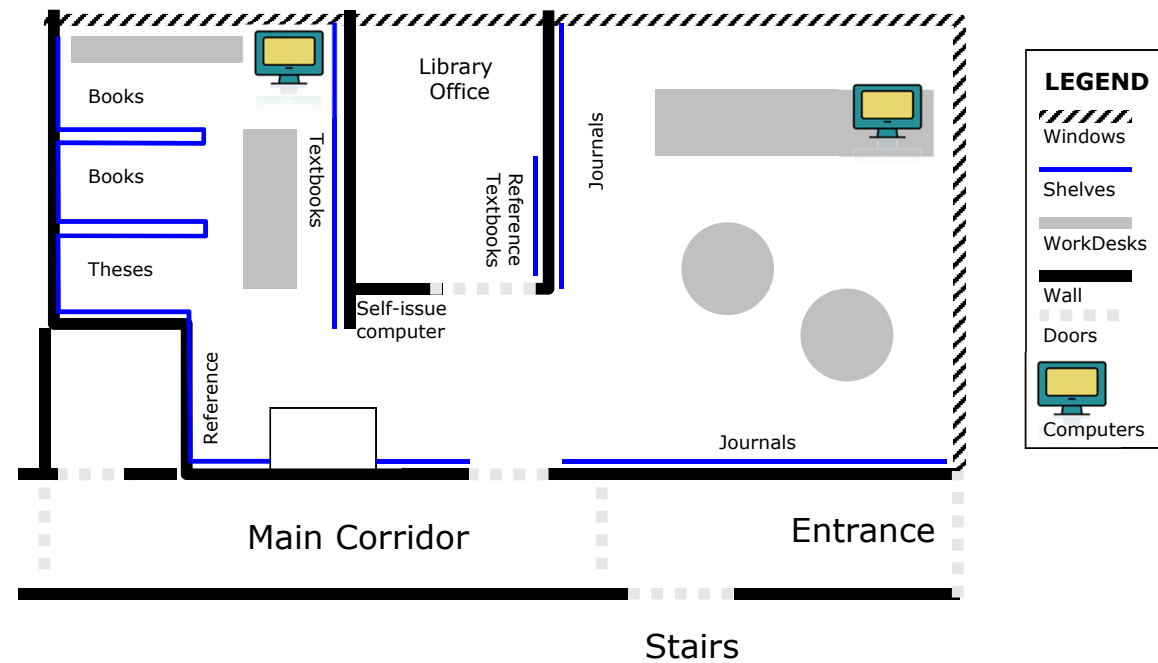 Books
Books
Theses
Textbooks
Library
Office
Reference
Textbooks
Self-issue
computer
Reference
Journals
Journals
Main Corridor
Entrance
Stairs
LEGEND
Windows
Shelves
WorkDesks
Wall
Doors
Computers